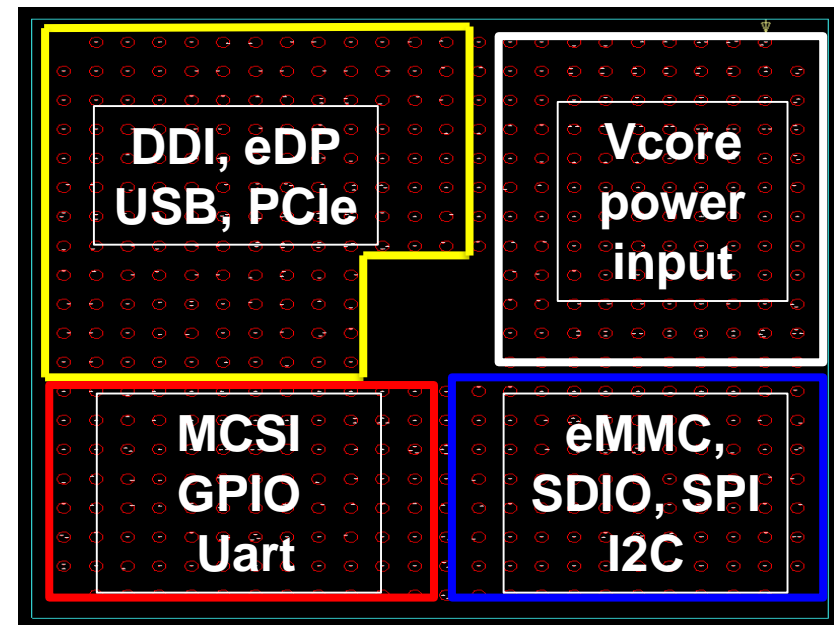 DDI, eDP
USB, PCIe
Vcore
power
input
MCSI
GPIO
Uart
eMMC,
SDIO, SPI
I2C